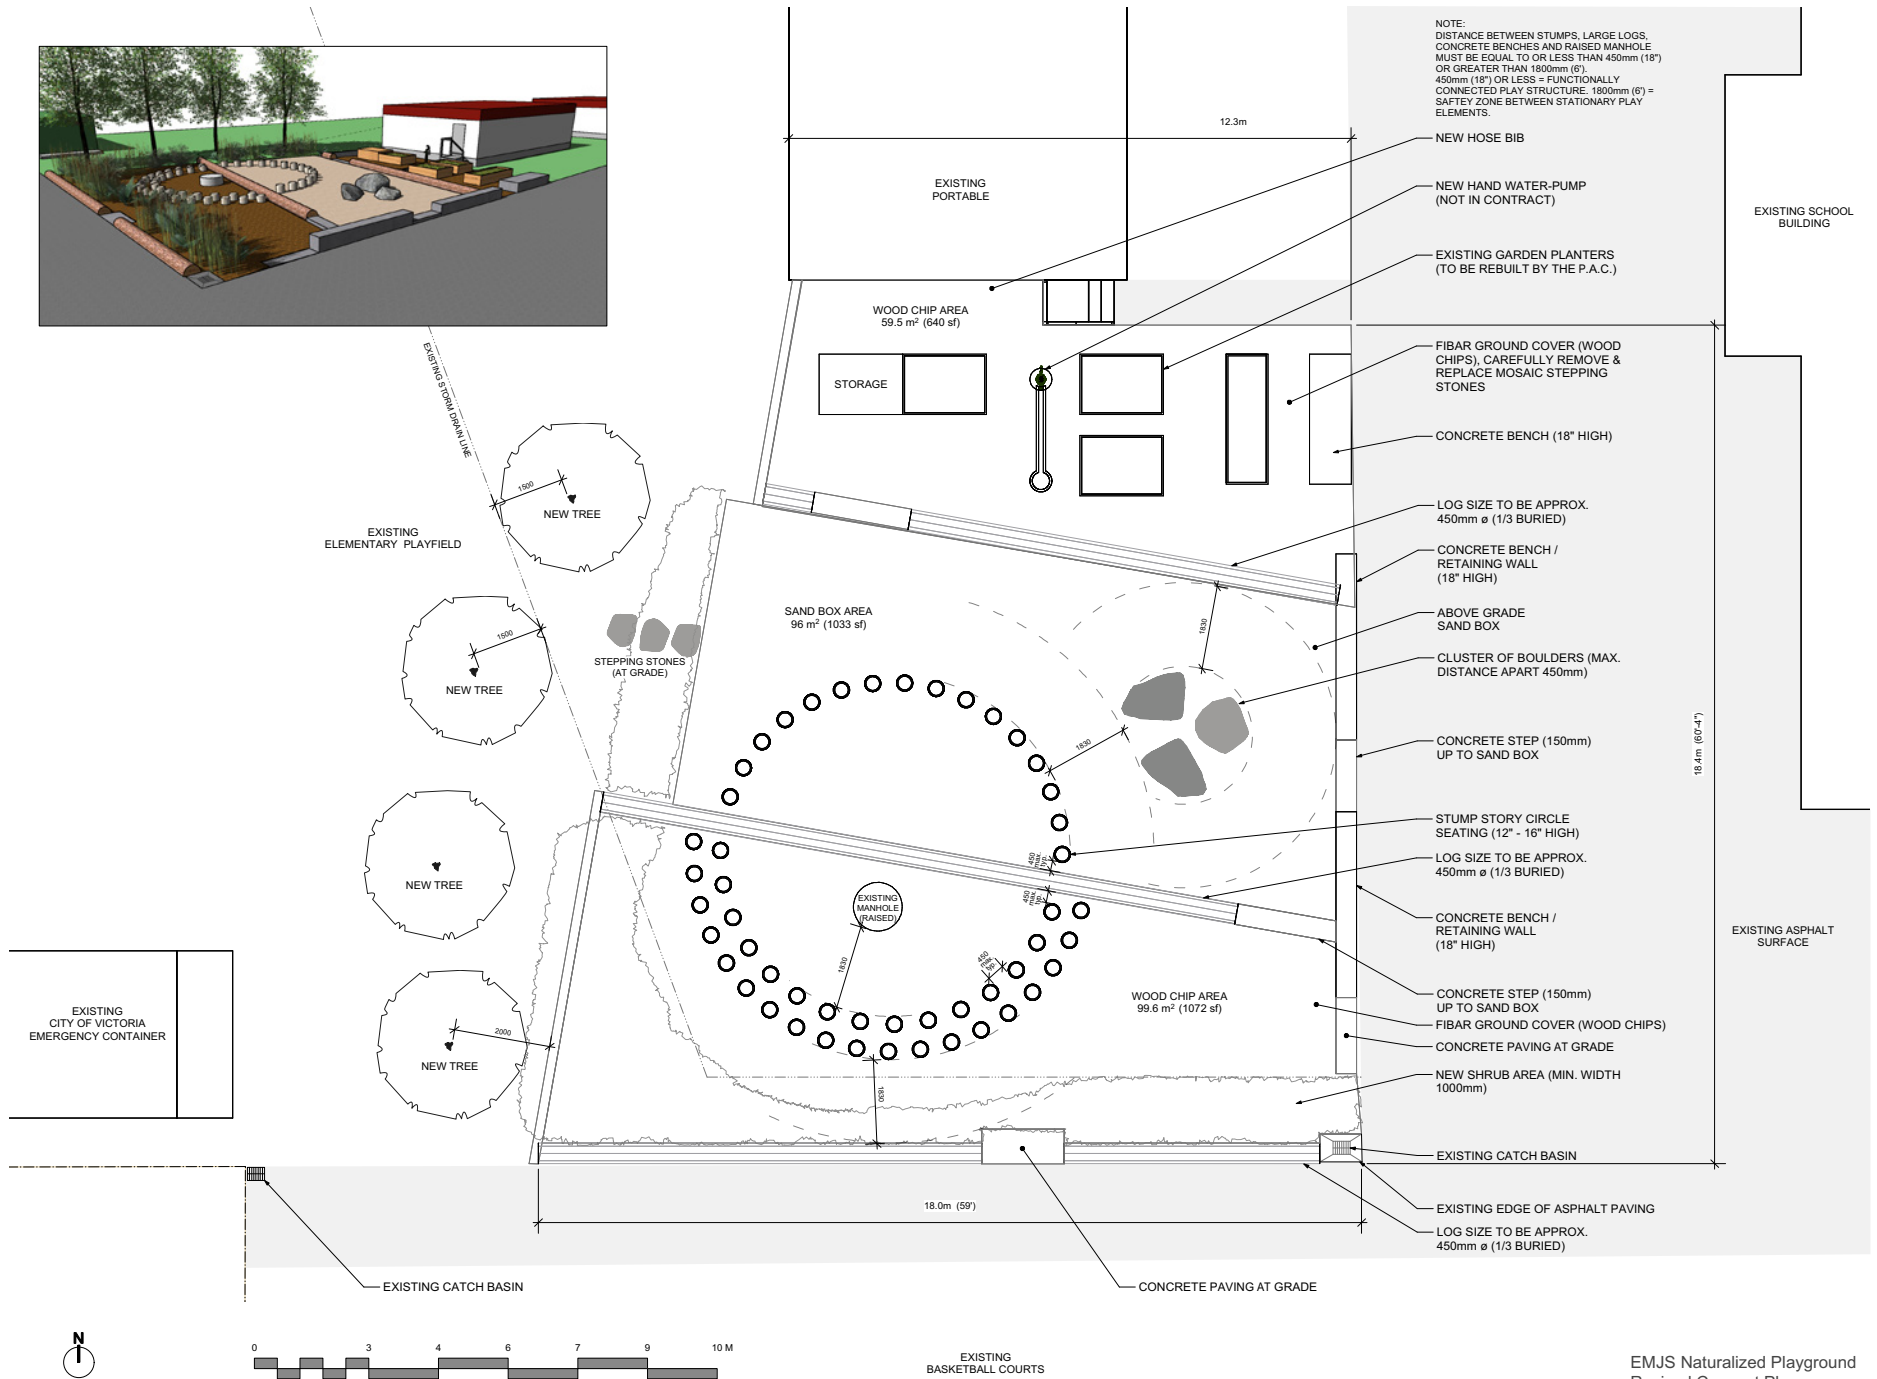 NOTE:
DISTANCE BETWEEN STUMPS, LARGE LOGS,
CONCRETE BENCHES AND RAISED MANHOLE
MUST BE EQUAL TO OR LESS THAN 450mm (18")
OR GREATER THAN 1800mm (6').
450mm (18") OR LESS = FUNCTIONALLY
CONNECTED PLAY STRUCTURE. 1800mm (6') =
SAFTEY ZONE BETWEEN STATIONARY PLAY
ELEMENTS.
12.3m
NEW HOSE BIB
EXISTING
PORTABLE
NEW HAND WATER-PUMP
(NOT IN CONTRACT)
EXISTING SCHOOL
BUILDING
EXISTING GARDEN PLANTERS
(TO BE REBUILT BY THE P.A.C.)
WOOD CHIP AREA
59.5 m² (640 sf)
FIBAR GROUND COVER (WOOD
CHIPS), CAREFULLY REMOVE &
REPLACE MOSAIC STEPPING
STONES
STORAGE
EXISTING STORM DRAIN LINE
CONCRETE BENCH (18" HIGH)
1500
NEW TREE
LOG SIZE TO BE APPROX.
450mm ø (1/3 BURIED)
EXISTING
ELEMENTARY PLAYFIELD
CONCRETE BENCH /
RETAINING WALL
(18" HIGH)
SAND BOX AREA
96 m² (1033 sf)
1830
ABOVE GRADE
SAND BOX
1500
STEPPING STONES
(AT GRADE)
NEW TREE
CLUSTER OF BOULDERS (MAX.
DISTANCE APART 450mm)
1830
18.4m (60'-4")
CONCRETE STEP (150mm)
UP TO SAND BOX
STUMP STORY CIRCLE
SEATING (12" - 16" HIGH)
450
max.
typ.
LOG SIZE TO BE APPROX.
450mm ø (1/3 BURIED)
NEW TREE
EXISTING
MANHOLE
(RAISED)
450
max.
typ.
CONCRETE BENCH /
RETAINING WALL
(18" HIGH)
EXISTING ASPHALT
SURFACE
1830
450
max.
typ.
WOOD CHIP AREA
99.6 m² (1072 sf)
CONCRETE STEP (150mm)
UP TO SAND BOX
EXISTING
CITY OF VICTORIA
EMERGENCY CONTAINER
2000
NEW TREE
FIBAR GROUND COVER (WOOD CHIPS)
CONCRETE PAVING AT GRADE
1830
NEW SHRUB AREA (MIN. WIDTH
1000mm)
EXISTING CATCH BASIN
18.0m (59')
EXISTING EDGE OF ASPHALT PAVING
LOG SIZE TO BE APPROX.
450mm ø (1/3 BURIED)
EXISTING CATCH BASIN
CONCRETE PAVING AT GRADE
N
0 3 4 6 7 9 10 M
EXISTING
BASKETBALL COURTS
EMJS Naturalized Playground